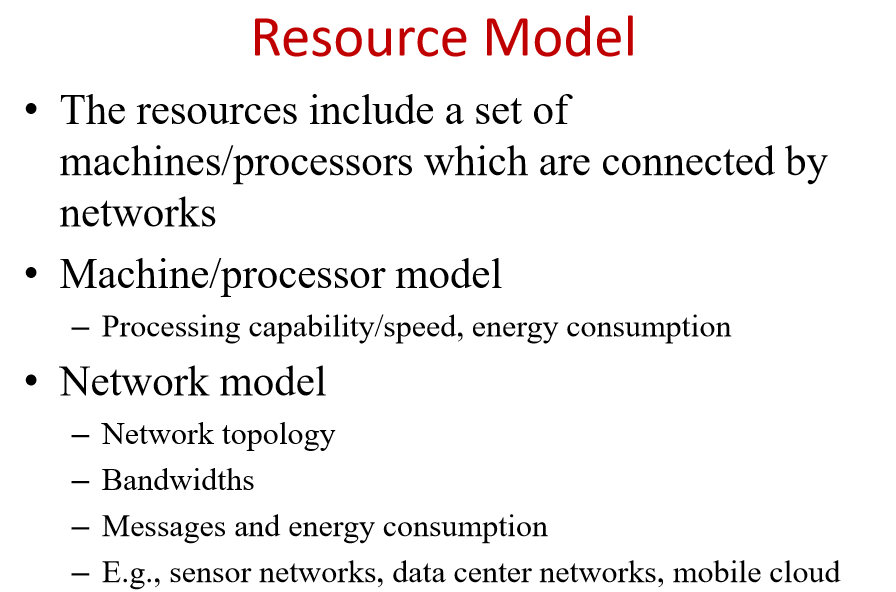 Resource Model
• The resources include a set of
machines/processors which are connected by
networks
• Machine/processor model
– Processing capability/speed, energy consumption
• Network model
– Network topology
– Bandwidths
– Messages and energy consumption
– E.g., sensor networks, data center networks, mobile cloud